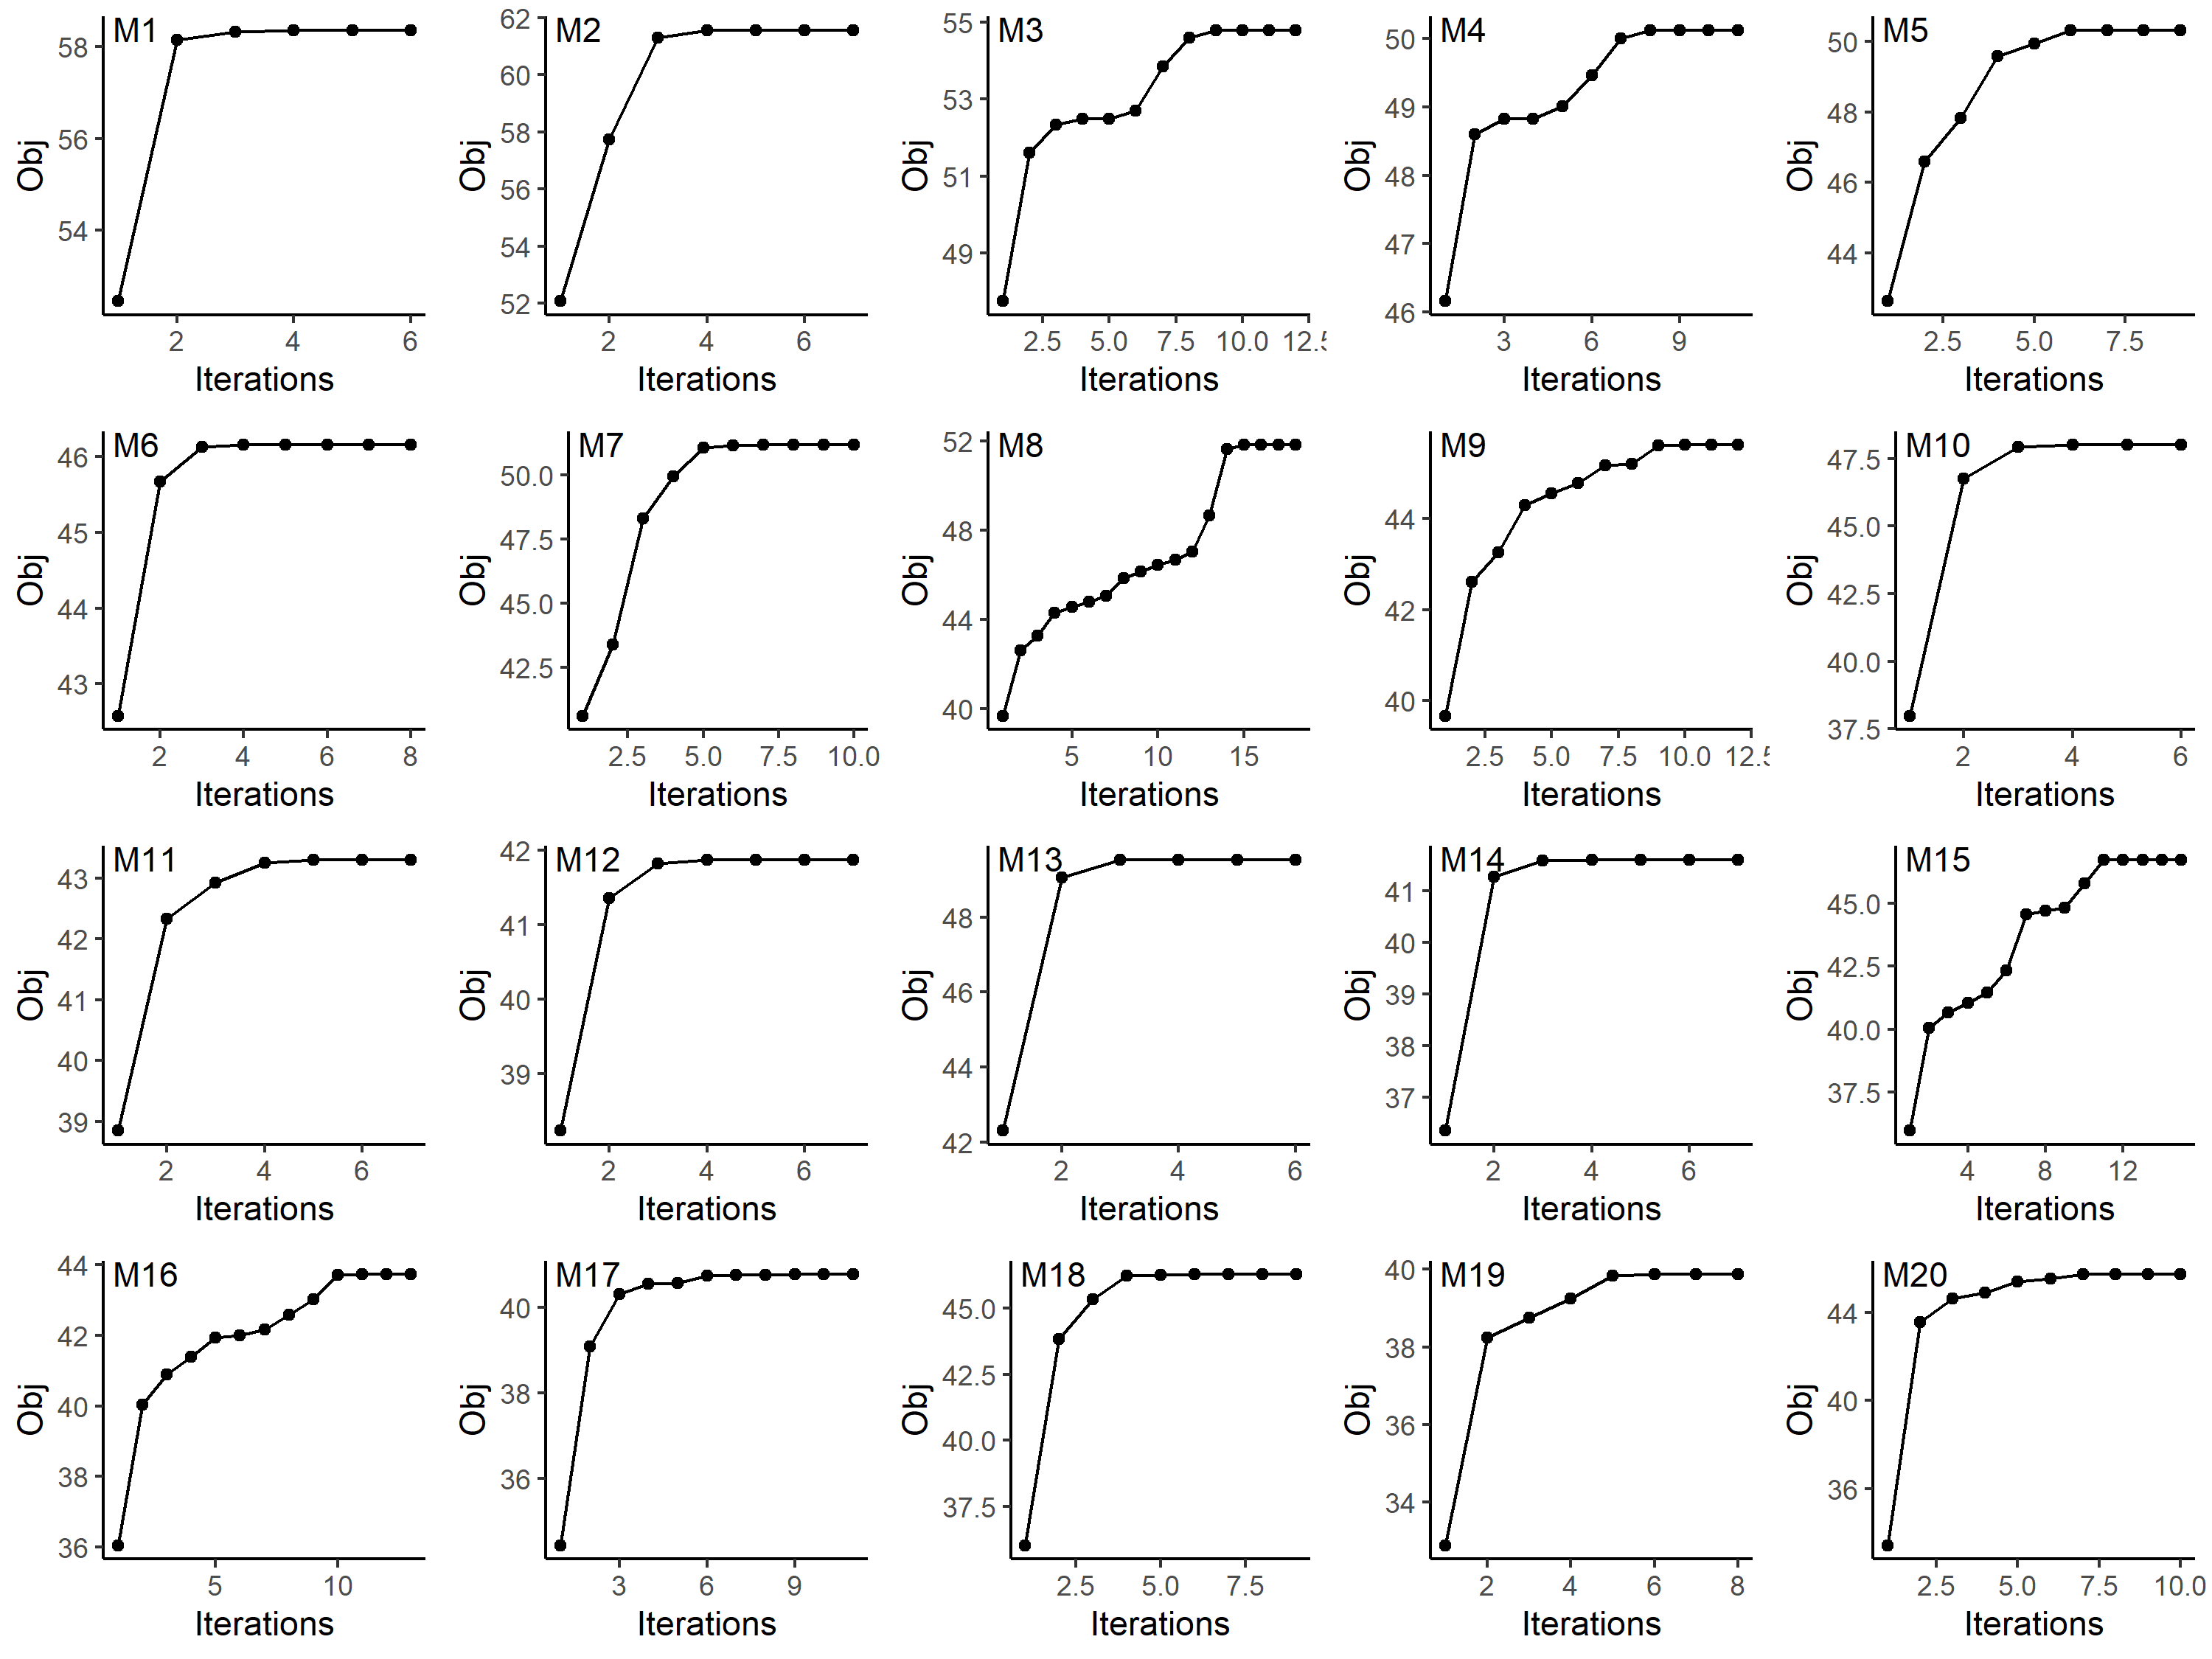 M1
Obj
58
56
54
2 4 6
Iterations
M2
Obj
62
60
58
56
54
52
2 4 6
Iterations
M3
Obj
55
53
51
49
2.5 5.0 7.5 10.0 12.5
Iterations
M4
Obj
50
49
48
47
46
3 6 9
Iterations
M5
Obj
50
48
46
44
2.5 5.0 7.5
Iterations
M6
Obj
46
45
44
43
2 4 6 8
Iterations
M7
Obj
50.0
47.5
45.0
42.5
2.5 5.0 7.5 10.0
Iterations
M8
Obj
52
48
44
40
5 10 15
Iterations
M9
Obj
44
42
40
2.5 5.0 7.5 10.0 12.5
Iterations
M10
Obj
47.5
45.0
42.5
40.0
37.5
2 4 6
Iterations
M11
Obj
43
42
41
40
39
2 4 6
Iterations
M12
Obj
42
41
40
39
2 4 6
Iterations
M13
Obj
48
46
44
42
2 4 6
Iterations
M14
Obj
41
40
39
38
37
2 4 6
Iterations
M15
Obj
45.0
42.5
40.0
37.5
4 8 12
Iterations
M16
Obj
44
42
40
38
36
5 10
Iterations
M17
Obj
40
38
36
3 6 9
Iterations
M18
Obj
45.0
42.5
40.0
37.5
2.5 5.0 7.5
Iterations
M19
Obj
40
38
36
34
2 4 6 8
Iterations
M20
Obj
44
40
36
2.5 5.0 7.5 10.0
Iterations